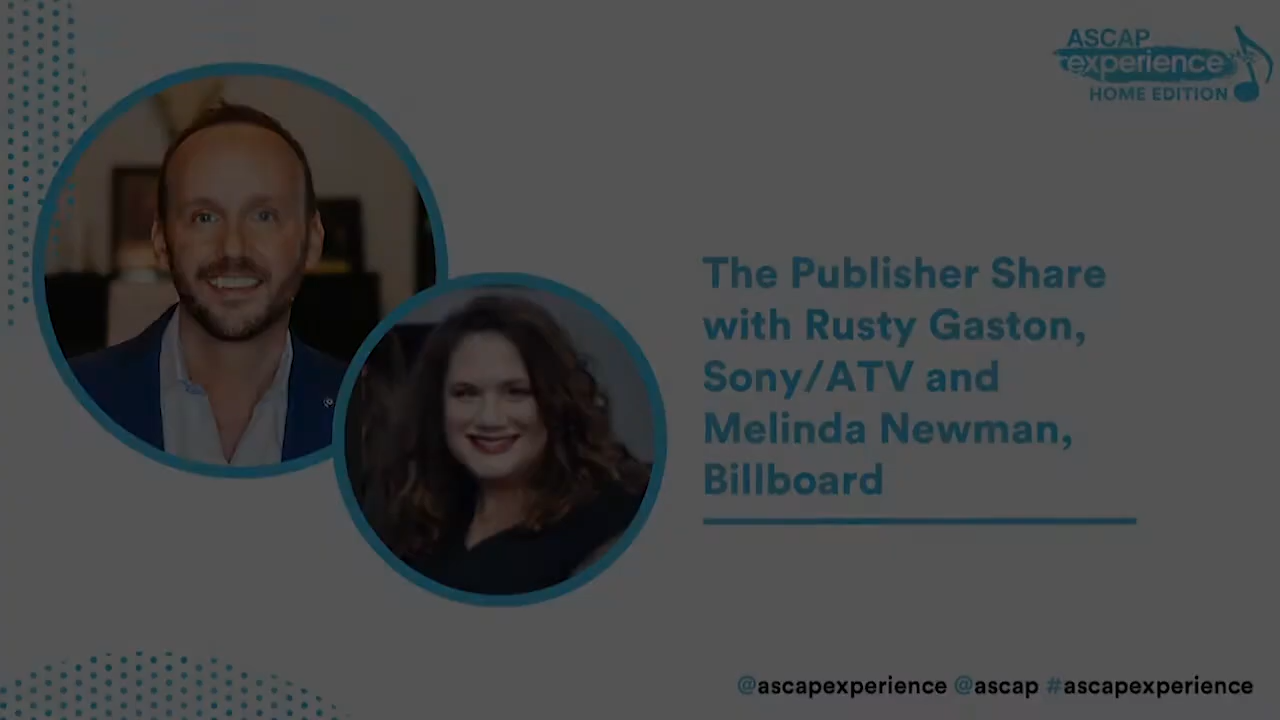 ASCAP
experience
HOME EDITION
The Publisher Share
with Rusty Gaston,
Sony/ATV and
Melinda Newman,
Billboard
@ascapexperience @ascap #ascapexperience